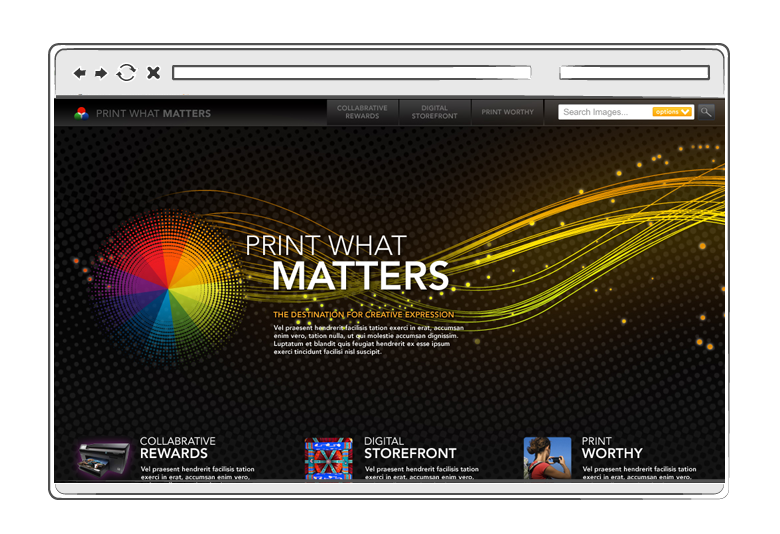 PRINT WHAT MATTERS
COLLABRATIVE
REWARDS
DIGITAL
STOREFRONT
PRINT WORTHY
Search Images...
options
PRINT WHAT
MATTERS
THE DESTINATION FOR CREATIVE EXPRESSION
Vel praesent hendrerit facilisis tation exerci in erat, accumsan
enim vero, tation nulla, ut qui molestie accumsan dignissim.
Luptatum et blandit quis feugiat hendrerit ex esse ipsum
exerci tincidunt facilisi nisl suscipit.
COLLABRATIVE
REWARDS
Vel praesent hendrerit facilisis tation
exerci in erat, accumsan enim vero,
DIGITAL
STOREFRONT
Vel praesent hendrerit facilisis tation
exerci in erat, accumsan enim vero,
PRINT
WORTHY
Vel praesent hendrerit facilisis tation
exerci in erat, accumsan enim vero,